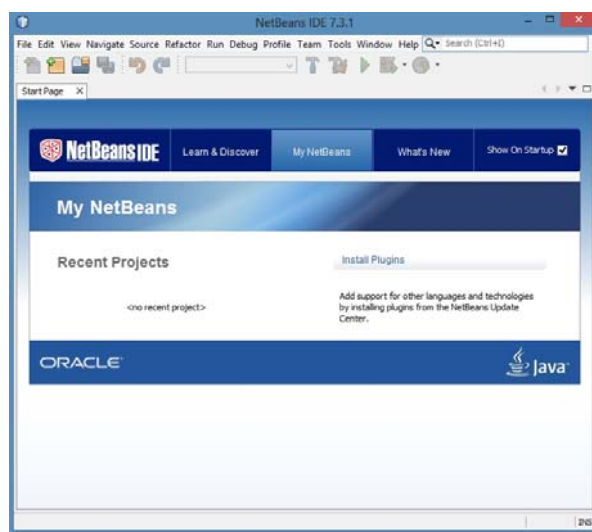 NetBeans IDE 7.3.1
File Edit View Navigate Source Refactor Run Debug Profile Team Tools Window Help Search (Ctrl+I)
Start Page
NetBeans IDE Learn & Discover My NetBeans What's New Show On Startup
My NetBeans
Recent Projects
<no recent project>
Install Plugins
Add support for other languages and technologies
by installing plugins from the NetBeans Update
Center.
ORACLE Java
INS